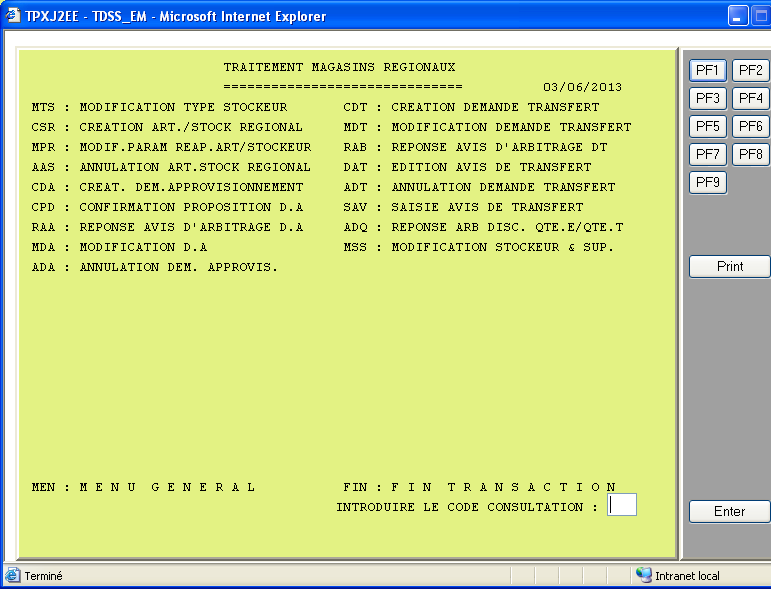 TPXJ2EE - TDSS_EM - Microsoft Internet Explorer
TRAITEMENT MAGASINS REGIONAUX
============================== 03/06/2013
MTS : MODIFICATION TYPE STOCKEUR CDT : CREATION DEMANDE TRANSFERT
CSR : CREATION ART./STOCK REGIONAL MDT : MODIFICATION DEMANDE TRANSFERT
MPR : MODIF.PARAM REAP.ART/STOCKEUR RAB : REPONSE AVIS D'ARBITRAGE DT
AAS : ANNULATION ART.STOCK REGIONAL DAT : EDITION AVIS DE TRANSFERT
CDA : CREAT. DEM.APPROVISIONNEMENT ADT : ANNULATION DEMANDE TRANSFERT
CPD : CONFIRMATION PROPOSITION D.A SAV : SAISIE AVIS DE TRANSFERT
RAA : REPONSE AVIS D'ARBITRAGE D.A ADQ : REPONSE ARB DISC. QTE.E/QTE.T
MDA : MODIFICATION D.A MSS : MODIFICATION STOCKEUR & SUP.
ADA : ANNULATION DEM. APPROVIS.
MEN : M E N U G E N E R A L FIN : F I N T R A N S A C T I O N
INTRODUIRE LE CODE CONSULTATION :
PF1 PF2
PF3 PF4
PF5 PF6
PF7 PF8
PF9
Print
Enter
Terminé Intranet local